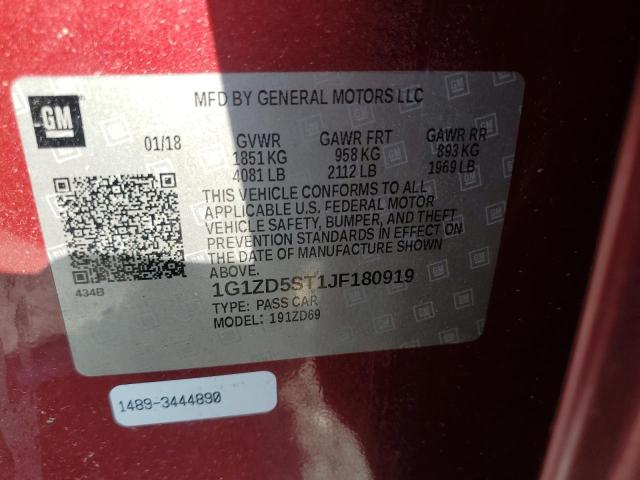 GM
MFD BY GENERAL MOTORS LLC
01/18 GVWR GAWR FRT GAWR RR
1851 KG 958 KG 893 KG
4081 LB 2112 LB 1969 LB
THIS VEHICLE CONFORMS TO ALL
APPLICABLE U.S. FEDERAL MOTOR
VEHICLE SAFETY, BUMPER, AND THEFT
PREVENTION STANDARDS IN EFFECT ON
THE DATE OF MANUFACTURE SHOWN
ABOVE.
434B
1G1ZD5ST1JF180919
TYPE: PASS CAR
MODEL: 191ZD69
1489-3444890